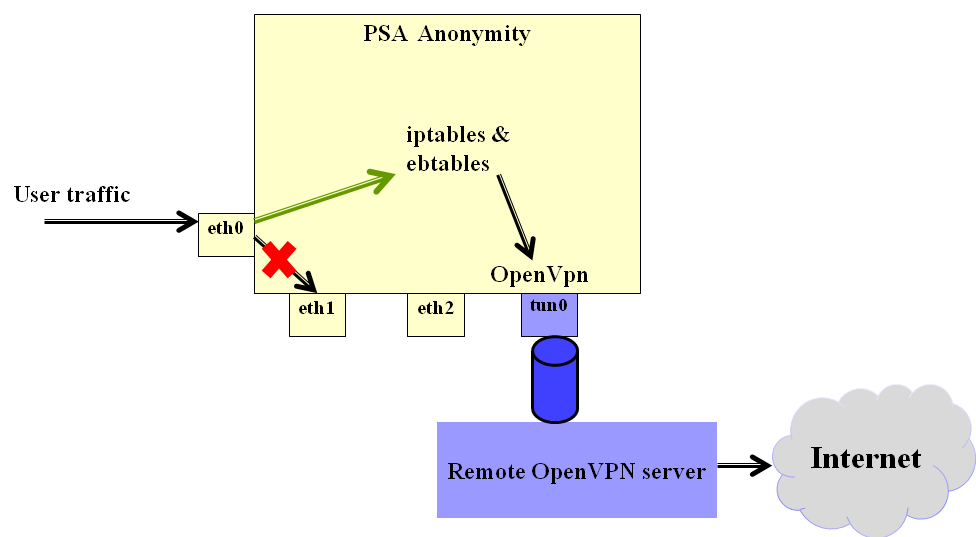 PSA Anonymity
iptables &
ebtables
User traffic
eth0
OpenVpn
eth1
eth2
tun0
Remote OpenVPN server
Internet